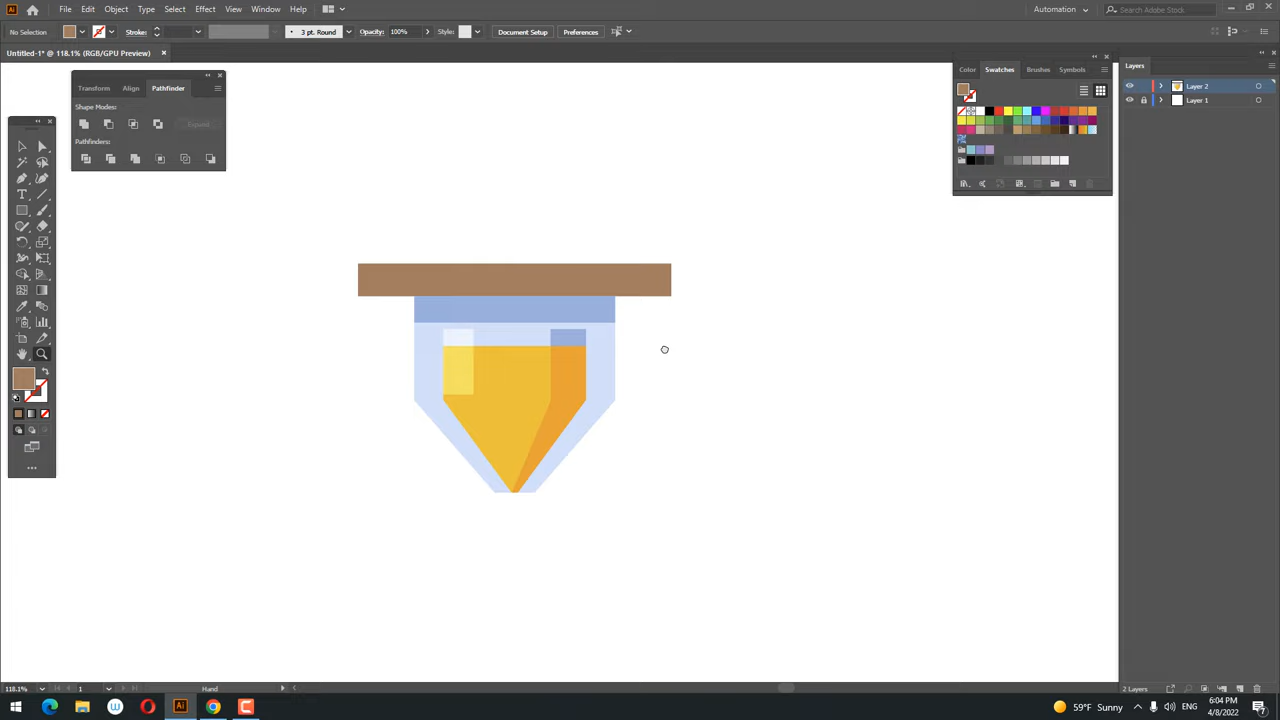 Ai File Edit Object Type Select Effect View Window Help Automation Search Adobe Stock
No Selection Stroke: 3 pt. Round Opacity: 100% Style: Document Setup Preferences
Untitled-1* @ 118.1% (RGB/GPU Preview)
Transform Align Pathfinder
Shape Modes:
Expand
Pathfinders:
Color Swatches Brushes Symbols
Layers
Layer 2
Layer 1
118.1% 1 Hand 2 Layers
Ai 59°F Sunny ENG 6:04 PM
4/8/2022